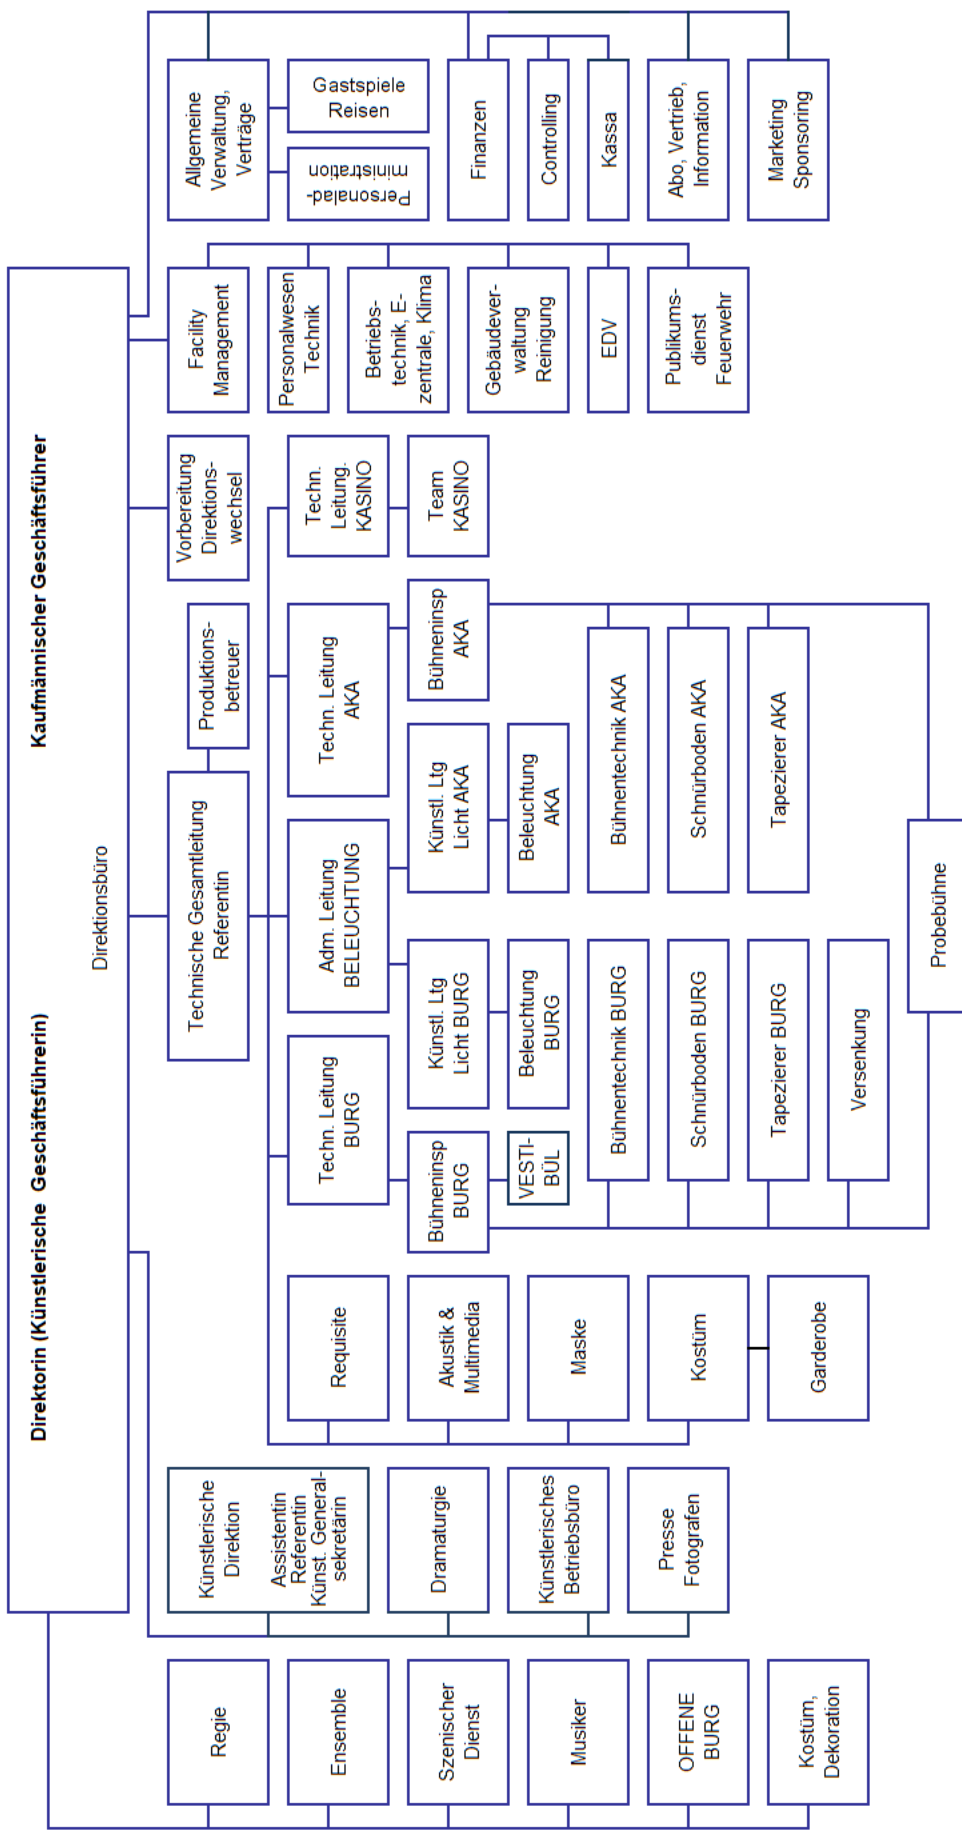 Direktorin (Künstlerische Geschäftsführerin)
Kaufmännischer Geschäftsführer
Direktionsbüro
Regie
Ensemble
Szenischer
Dienst
Musiker
OFFENE
BURG
Kostüm,
Dekoration
Künstlerische
Direktion
Assistentin
Referentin
Künst. General-
sekretärin
Dramaturgie
Künstlerisches
Betriebsbüro
Presse
Fotografen
Technische Gesamtleitung
Referentin
Produktions-
betreuer
Requisite
Akustik &
Multimedia
Maske
Kostüm
Garderobe
Techn. Leitung
BURG
Bühneninsp
BURG
VESTI-
BÜL
Adm. Leitung
BELEUCHTUNG
Künstl. Ltg
Licht BURG
Beleuchtung
BURG
Künstl. Ltg
Licht AKA
Beleuchtung
AKA
Techn. Leitung
AKA
Bühneninsp
AKA
Techn.
Leitung.
KASINO
Team
KASINO
Bühnentechnik BURG
Schnürboden BURG
Tapezierer BURG
Versenkung
Bühnentechnik AKA
Schnürboden AKA
Tapezierer AKA
Probebühne
Vorbereitung
Direktions-
wechsel
Facility
Management
Personalwesen
Technik
Betriebs-
technik, E-
zentrale, Klima
Gebäudever-
waltung
Reinigung
EDV
Publikums-
dienst
Feuerwehr
Allgemeine
Verwaltung,
Verträge
Personalad-
ministration
Gastspiele
Reisen
Finanzen
Controlling
Kassa
Abo, Vertrieb,
Information
Marketing
Sponsoring